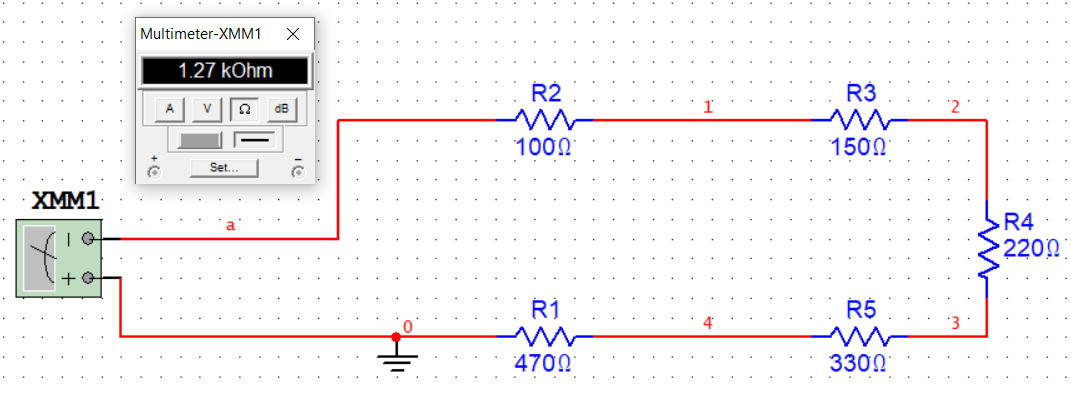 Multimeter-XMM1
1.27 kOhm
A V Ω dB
+ Set... −
XMM1
R2
100Ω
1
R3
150Ω
2
a
R4
220Ω
0
R1
470Ω
4
R5
330Ω
3